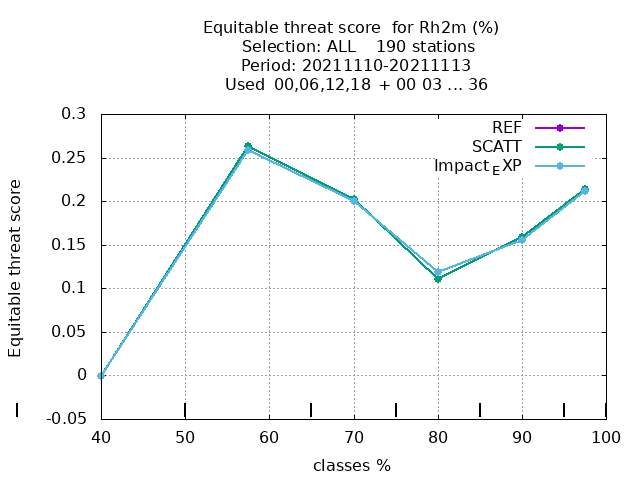 Equitable threat score  for Rh2m (%)
Selection: ALL    190 stations
Period: 20211110-20211113
Used  00,06,12,18  + 00 03 ... 36
0.3
0.25
0.2
0.15
0.1
0.05
0
-0.05
Equitable threat score
REF
SCATT
Impact_EXP
40 50 60 70 80 90 100
classes %